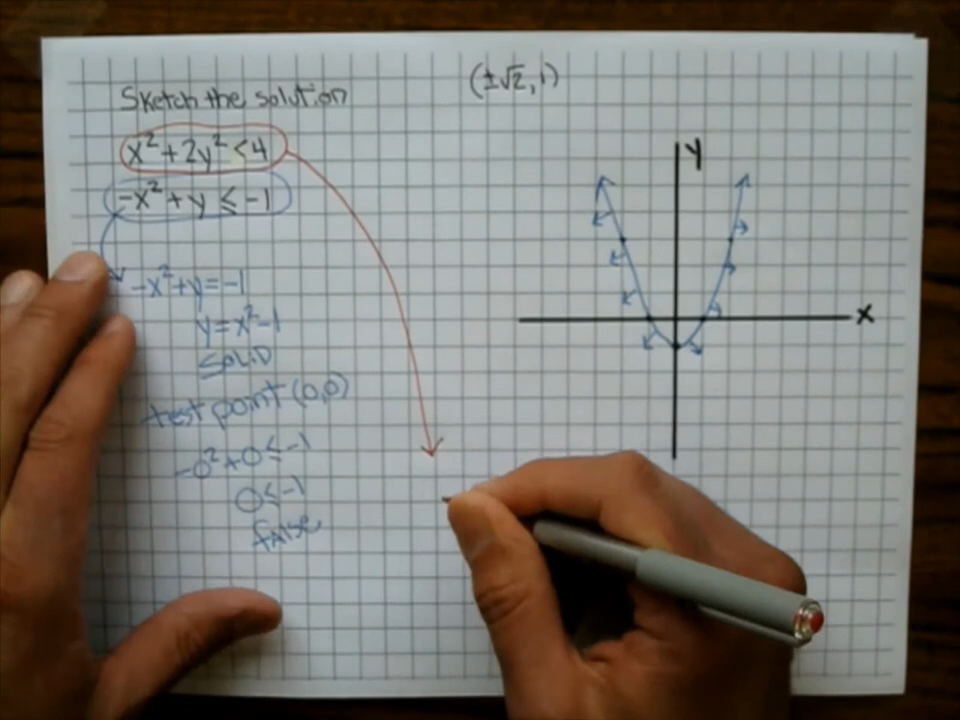 Sketch the solution
x²+2y² <4
-x²+y ≤ -1
-x²+y=-1
y=x²-1
SOLID
test point (0,0)
-0²+0≤-1
0≤-1
false
(±√2,1)
y
x